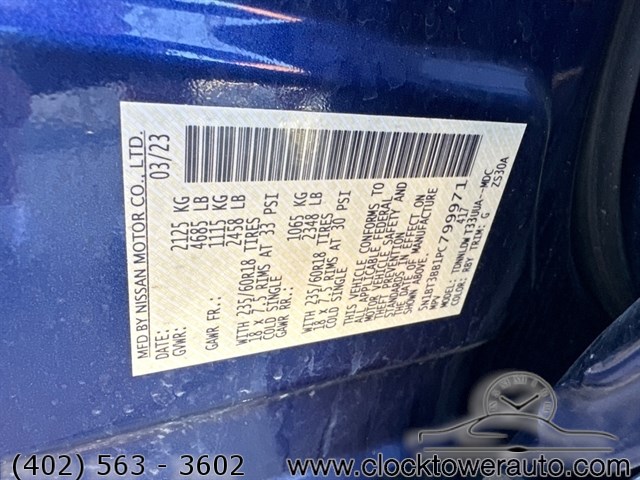 MFD.BY NISSAN MOTOR CO., LTD.
DATE: 03/23
GVWR: 2125 KG
4685 LB
GAWR FR.: 1115 KG
2458 LB
WITH 235/60R18 TIRES
18 X 7.5 RIMS AT 33 PSI
COLD SINGLE
GAWR RR.: 1065 KG
2348 LB
WITH 235/60R18 TIRES
18 X 7.5 RIMS AT 30 PSI
COLD SINGLE
THIS VEHICLE CONFORMS TO ALL APPLICABLE FEDERAL
MOTOR VEHICLE SAFETY AND
THEFT PREVENTION
STANDARDS IN EFFECT ON
THE DATE OF MANUFACTURE
SHOWN ABOVE.
5N1BT3BB1PC799971
MPV 4137
MODEL: TDNNLUW T33UUA-MDC
COLOR: RBY TRIM: G ZS30A
(402) 563 - 3602
www.clocktowerauto.com